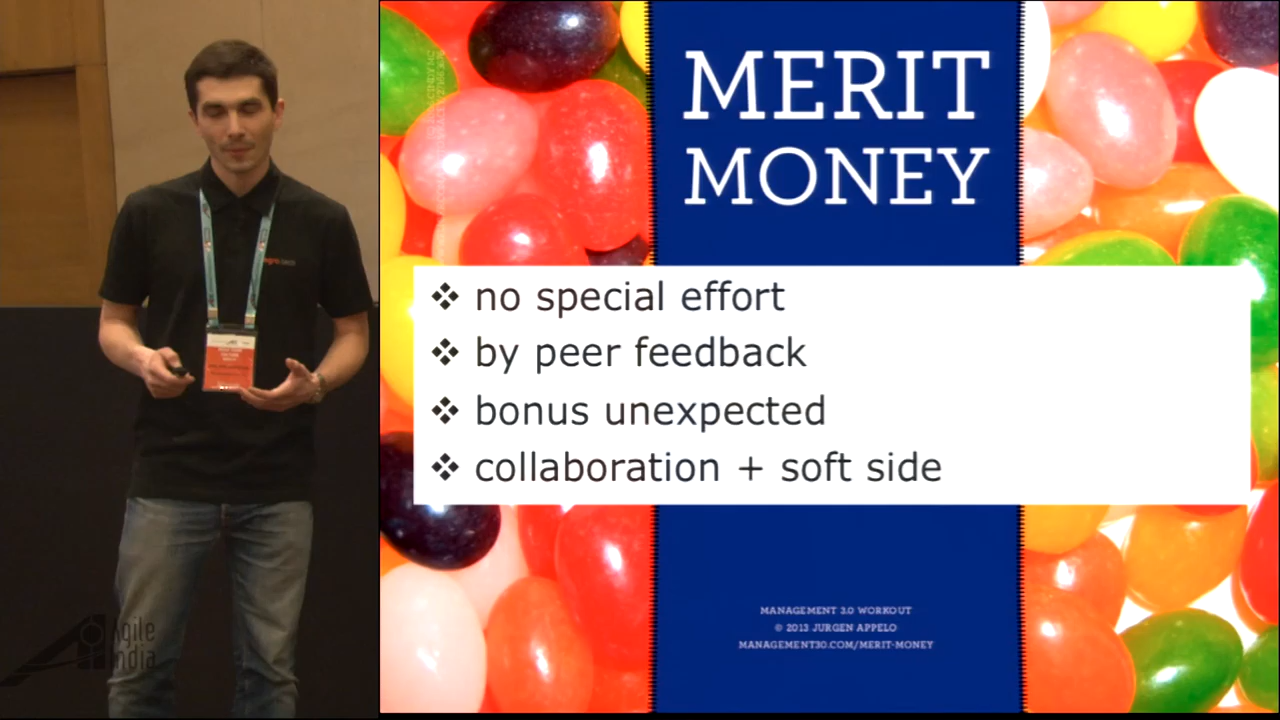 MERIT
MONEY
❖ no special effort
❖ by peer feedback
❖ bonus unexpected
❖ collaboration + soft side
MANAGEMENT 3.0 WORKOUT
© 2013 JURGEN APPELO
MANAGEMENT30.COM/MERIT-MONEY
Agile
India